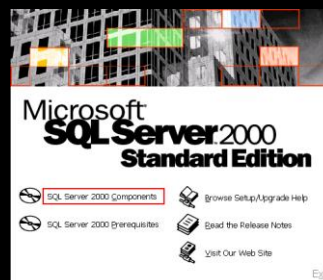 Microsoft
SQL Server 2000
Standard Edition
SQL Server 2000 Components
SQL Server 2000 Prerequisites
Browse Setup/Upgrade Help
Read the Release Notes
Visit Our Web Site